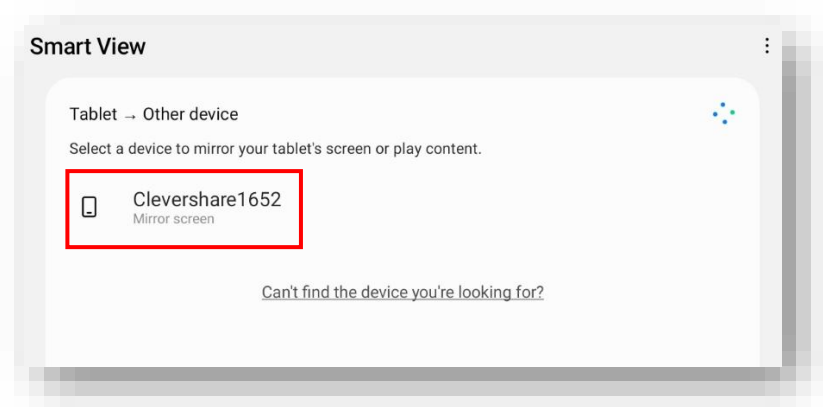 Smart View
Tablet → Other device
Select a device to mirror your tablet's screen or play content.
Clevershare1652
Mirror screen
Can't find the device you're looking for?